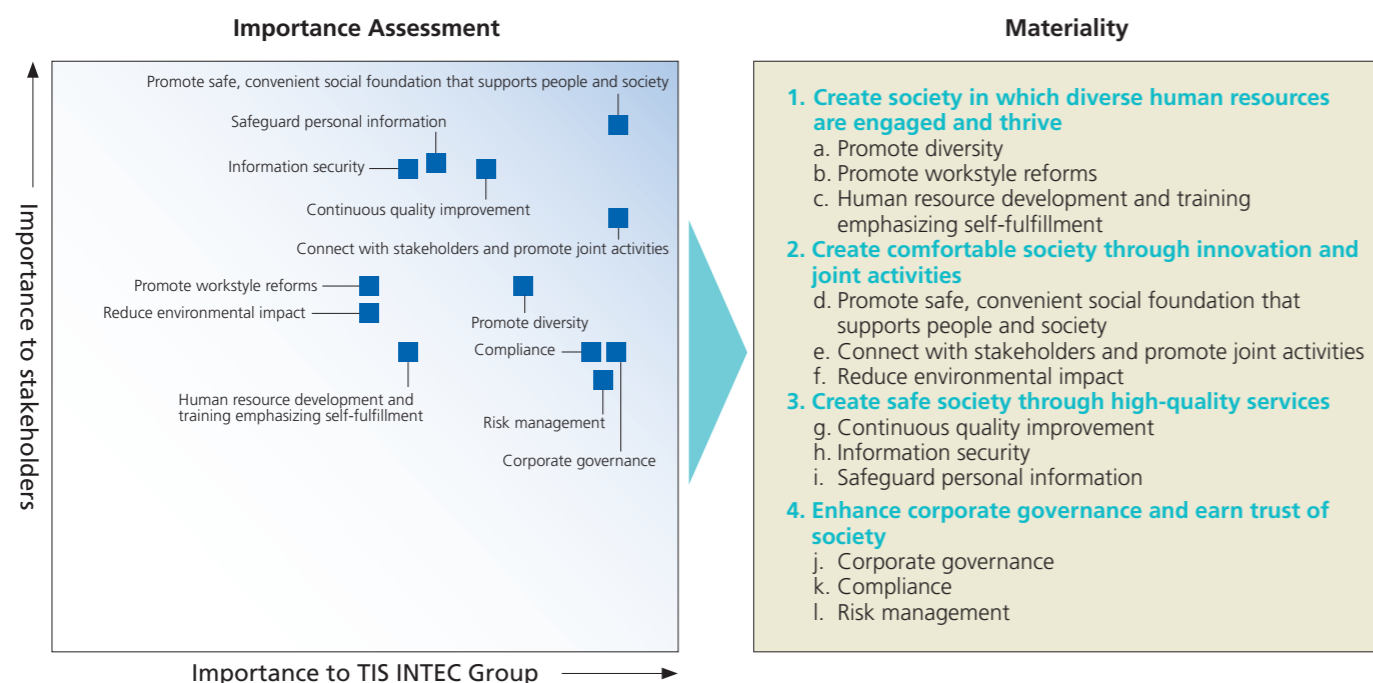 Importance Assessment
Promote safe, convenient social foundation that supports people and society
Safeguard personal information
Information security
Continuous quality improvement
Connect with stakeholders and promote joint activities
Promote workstyle reforms
Reduce environmental impact
Promote diversity
Compliance
Human resource development and
training emphasizing self-fulfillment
Risk management
Corporate governance
Importance to stakeholders
Importance to TIS INTEC Group
Materiality
1. Create society in which diverse human resources
are engaged and thrive
a. Promote diversity
b. Promote workstyle reforms
c. Human resource development and training
emphasizing self-fulfillment
2. Create comfortable society through innovation and
joint activities
d. Promote safe, convenient social foundation that
supports people and society
e. Connect with stakeholders and promote joint activities
f. Reduce environmental impact
3. Create safe society through high-quality services
g. Continuous quality improvement
h. Information security
i. Safeguard personal information
4. Enhance corporate governance and earn trust of
society
j. Corporate governance
k. Compliance
l. Risk management